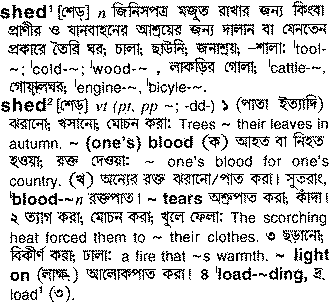 shed¹ [শেড্] n জিনিসপত্র মজুত রাখার জন্য কিংবা
প্রাণীর ও যানবাহনের আশ্রয়ের জন্য দালান বা যেনতেন
প্রকারে তৈরি ঘর; চালা; ছাউনি; জনাশ্রয়; –শালা: ˈtool-
~; ˈcold-~; ˈwood-~ , লাকড়ির গোলা; ˈcattle-~,
গোয়ালঘর; ˈengine-~, ˈbicyle-~.
shed² [শেড্] vt (pt, pp ~; -dd-) ১ (পাতা ইত্যাদি)
ঝরানো; খসানো; মোচন করা: Trees ~ their leaves in
autumn. ~ (one's) blood (ক) আহত বা নিহত
হওয়া; রক্ত দেওয়া: ~ one's blood for one's
country. (খ) অন্যের রক্ত ঝরানো/পাত করা। সুতরাং,
ˈblood-~n রক্তপাত। ~ tears অশ্রুপাত করা, কাঁদা।
২ ত্যাগ করা; মোচন করা; খুলে ফেলা: The scorching
heat forced them to ~ their clothes. ৩ ছড়ানো;
বিকীর্ণ করা; ঢালা: a fire that ~s warmth. ~ light
on (লাক্ষ.) আলোকপাত করা। ৪ ˈload-~ding, দ্র.
load¹ (৩).